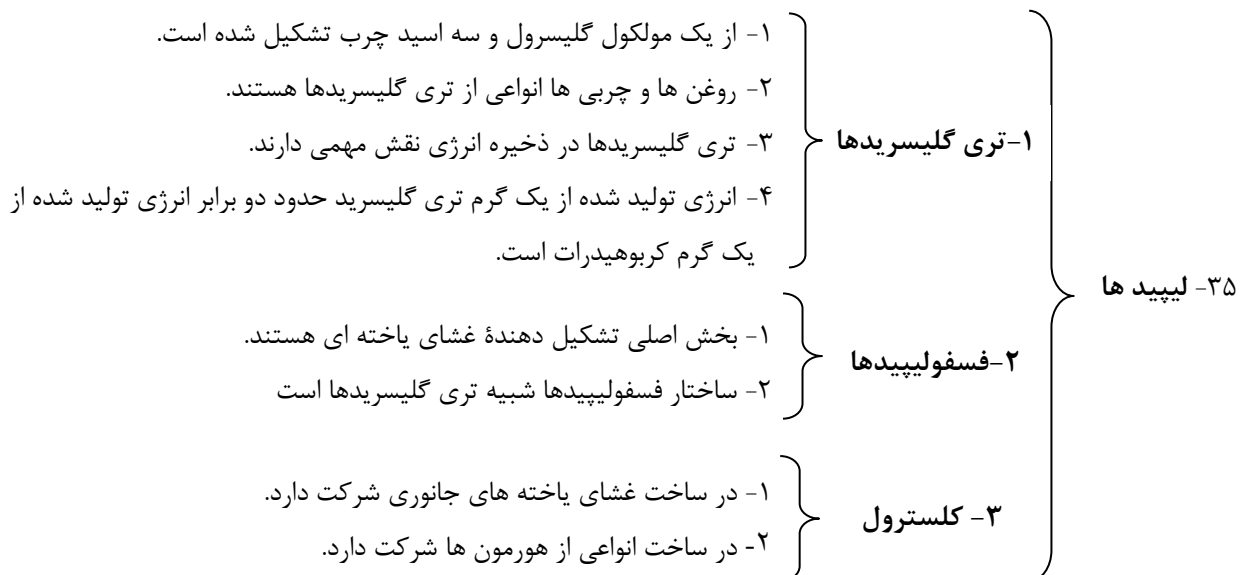 ۳۵- لیپید ها
۱-تری گلیسریدها
۱- از یک مولکول گلیسرول و سه اسید چرب تشکیل شده است.
۲- روغن ها و چربی ها انواعی از تری گلیسریدها هستند.
۳- تری گلیسریدها در ذخیره انرژی نقش مهمی دارند.
۴- انرژی تولید شده از یک گرم تری گلیسرید حدود دو برابر انرژی تولید شده از
یک گرم کربوهیدرات است.
۲-فسفولیپیدها
۱- بخش اصلی تشکیل دهندهٔ غشای یاخته ای هستند.
۲- ساختار فسفولیپیدها شبیه تری گلیسریدها است
۳- کلسترول
۱- در ساخت غشای یاخته های جانوری شرکت دارد.
۲- در ساخت انواعی از هورمون ها شرکت دارد.